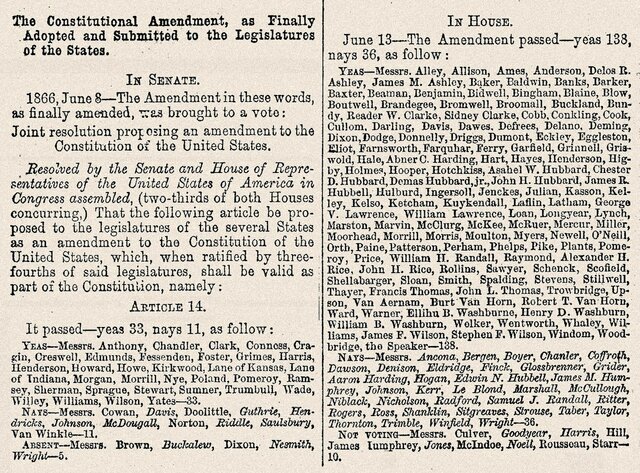 The Constitutional Amendment, as Finally
Adopted and Submitted to the Legislatures
of the States.
IN SENATE.
1866, June 8—The Amendment in these words,
as finally amended, was brought to a vote:
Joint resolution proposing an amendment to the
Constitution of the United States.
Resolved by the Senate and House of Repre-
sentatives of the United States of America in
Congress assembled, (two-thirds of both Houses
concurring,) That the following article be pro-
posed to the legislatures of the several States
as an amendment to the Constitution of the
United States, which, when ratified by three-
fourths of said legislatures, shall be valid as
part of the Constitution, namely:
ARTICLE 14.
It passed—yeas 33, nays 11, as follow:
YEAS—Messrs. Anthony, Chandler, Clark, Conness, Cra-
gin, Creswell, Edmunds, Fessenden, Foster, Grimes, Harris,
Henderson, Howard, Howe, Kirkwood, Lane of Kansas, Lane
of Indiana, Morgan, Morrill, Nye, Poland, Pomeroy, Ram-
sey, Sherman, Sprague, Stewart, Sumner, Trumbull, Wade,
Willey, Williams, Wilson, Yates—33.
NAYS—Messrs. Cowan, Davis, Doolittle, Guthrie, Hen-
dricks, Johnson, McDougall, Norton, Riddle, Saulsbury,
Van Winkle—11.
ABSENT—Messrs. Brown, Buckalew, Dixon, Nesmith,
Wright—5.
IN HOUSE.
June 13—The Amendment passed—yeas 138,
nays 36, as follow:
YEAS—Messrs. Alley, Allison, Ames, Anderson, Delos R.
Ashley, James M. Ashley, Baker, Baldwin, Banks, Barker,
Baxter, Beaman, Benjamin, Bidwell, Bingham, Blaine, Blow,
Boutwell, Brandegee, Bromwell, Broomall, Buckland, Bun-
dy, Reader W. Clarke, Sidney Clarke, Cobb, Conkling, Cook,
Cullom, Darling, Davis, Dawes, Defrees, Delano, Deming,
Dixon, Dodge, Donnelly, Driggs, Dumont, Eckley, Eggleston,
Eliot, Farnsworth, Farquhar, Ferry, Garfield, Grinnell, Gris-
wold, Hale, Abner C. Harding, Hart, Hayes, Henderson, Hig-
by, Holmes, Hooper, Hotchkiss, Asahel W. Hubbard, Chester
D. Hubbard, Demas Hubbard, jr., John H. Hubbard, James R.
Hubbell, Hulburd, Ingersoll, Jenckes, Julian, Kasson, Kel-
ley, Kelso, Ketcham, Kuykendall, Laflin, Latham, George
V. Lawrence, William Lawrence, Loan, Longyear, Lynch,
Marston, Marvin, McClurg, McKee, McRuer, Mercur, Miller,
Moorhead, Morrill, Morris, Moulton, Myers, Newell, O'Neill,
Orth, Paine, Patterson, Perham, Phelps, Pike, Plants, Pome-
roy, Price, William H. Randall, Raymond, Alexander H.
Rice, John H. Rice, Rollins, Sawyer, Schenck, Scofield,
Shellabarger, Sloan, Smith, Spalding, Stevens, Stillwell,
Thayer, Francis Thomas, John L. Thomas, Trowbridge, Up-
son, Van Aernam, Burt Van Horn, Robert T. Van Horn,
Ward, Warner, Ellihu B. Washburne, Henry D. Washburn,
William B. Washburn, Welker, Wentworth, Whaley, Wil-
liams, James F. Wilson, Stephen F. Wilson, Windom, Wood-
bridge, the Speaker—138.
NAYS—Messrs. Ancona, Bergen, Boyer, Chanler, Coffroth,
Dawson, Denison, Eldridge, Finck, Glossbrenner, Grider,
Aaron Harding, Hogan, Edwin N. Hubbell, James M. Hum-
phrey, Johnson, Kerr, Le Blond, Marshall, McCullough,
Niblack, Nicholson, Radford, Samuel J. Randall, Ritter,
Rogers, Ross, Shanklin, Sitgreaves, Strouse, Taber, Taylor,
Thornton, Trimble, Winfield, Wright—36.
NOT VOTING—Messrs. Culver, Goodyear, Harris, Hill,
James Humphrey, Jones, McIndoe, Noell, Rousseau, Starr—
10.